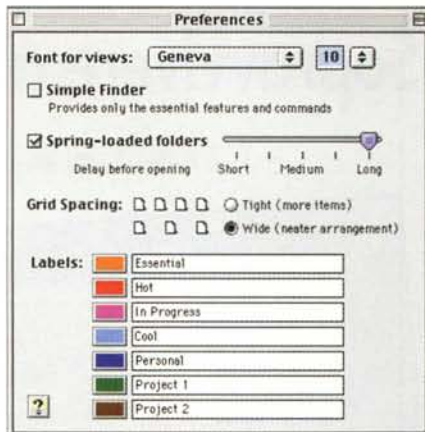 Preferences
Font for views: Geneva 10
Simple Finder
Provides only the essential features and commands
Spring-loaded folders
Delay before opening Short Medium Long
Grid Spacing: Tight (more items)
Wide (neater arrangement)
Labels: Essential
Hot
In Progress
Cool
Personal
Project 1
? Project 2